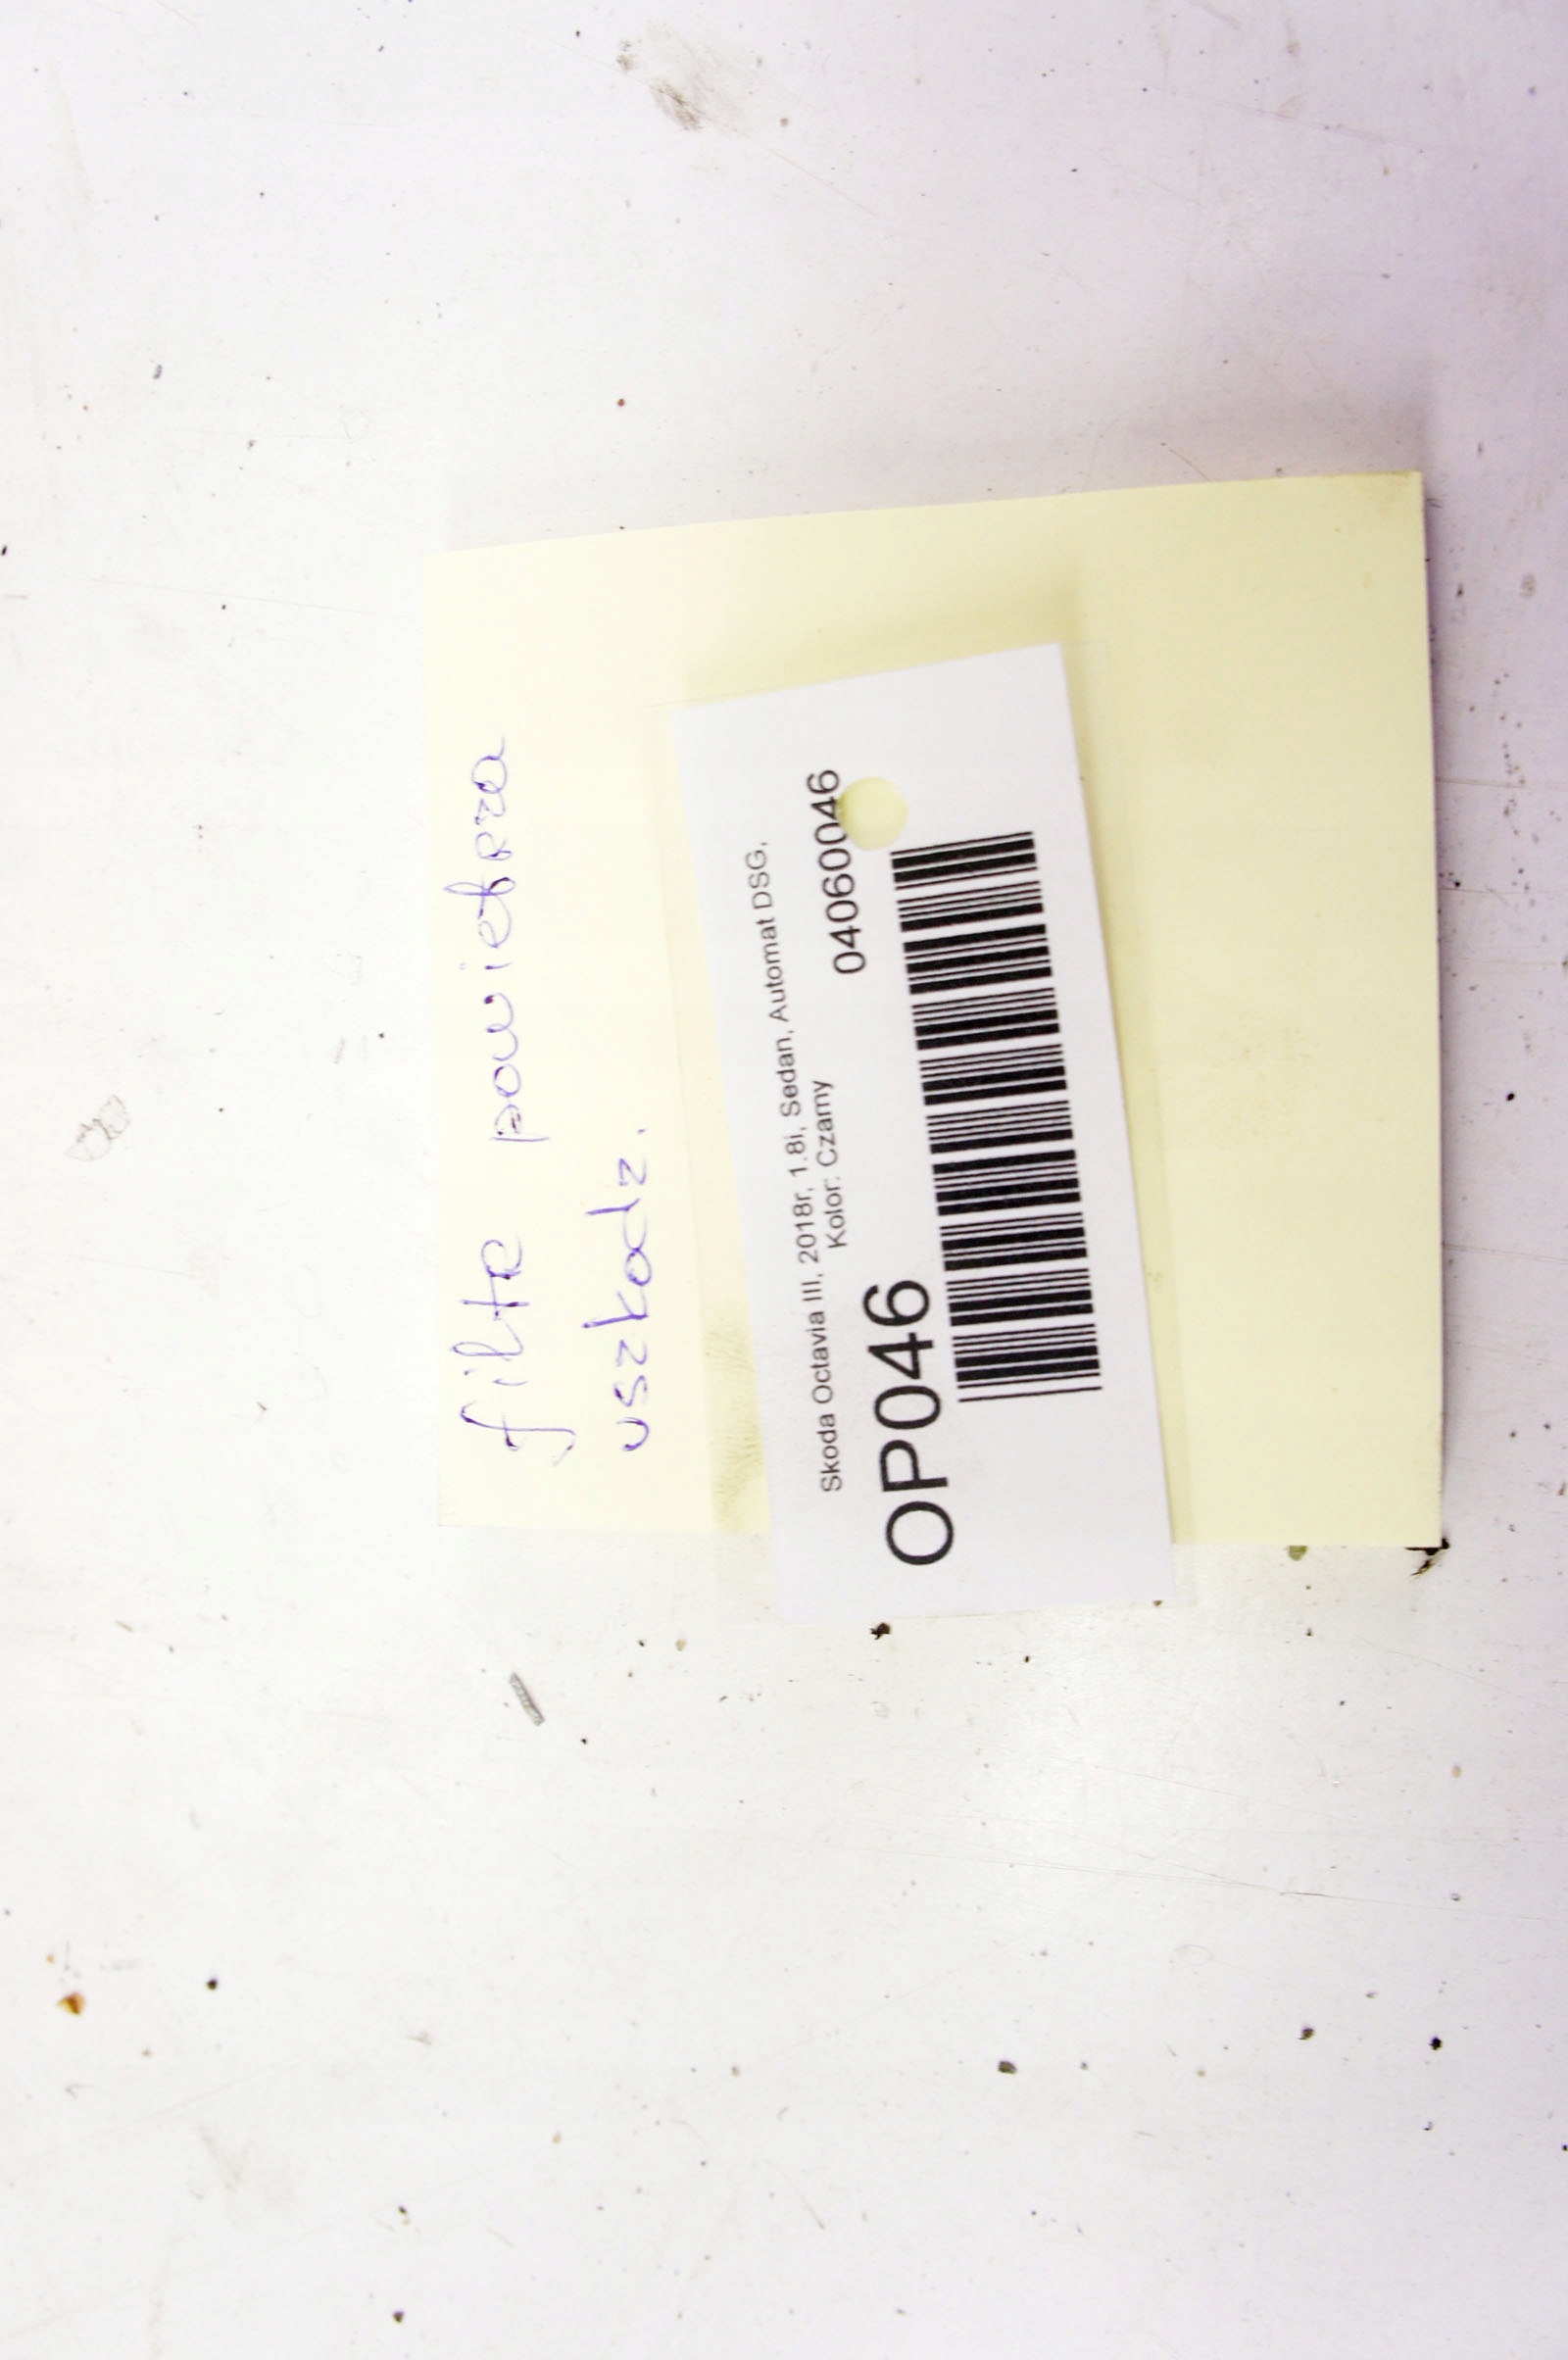 filtr powietrza
uszkodz.
Skoda Octavia III, 2018r, 1.8i, Sedan, Automat DSG,
Kolor: Czarny
OP046 04060046